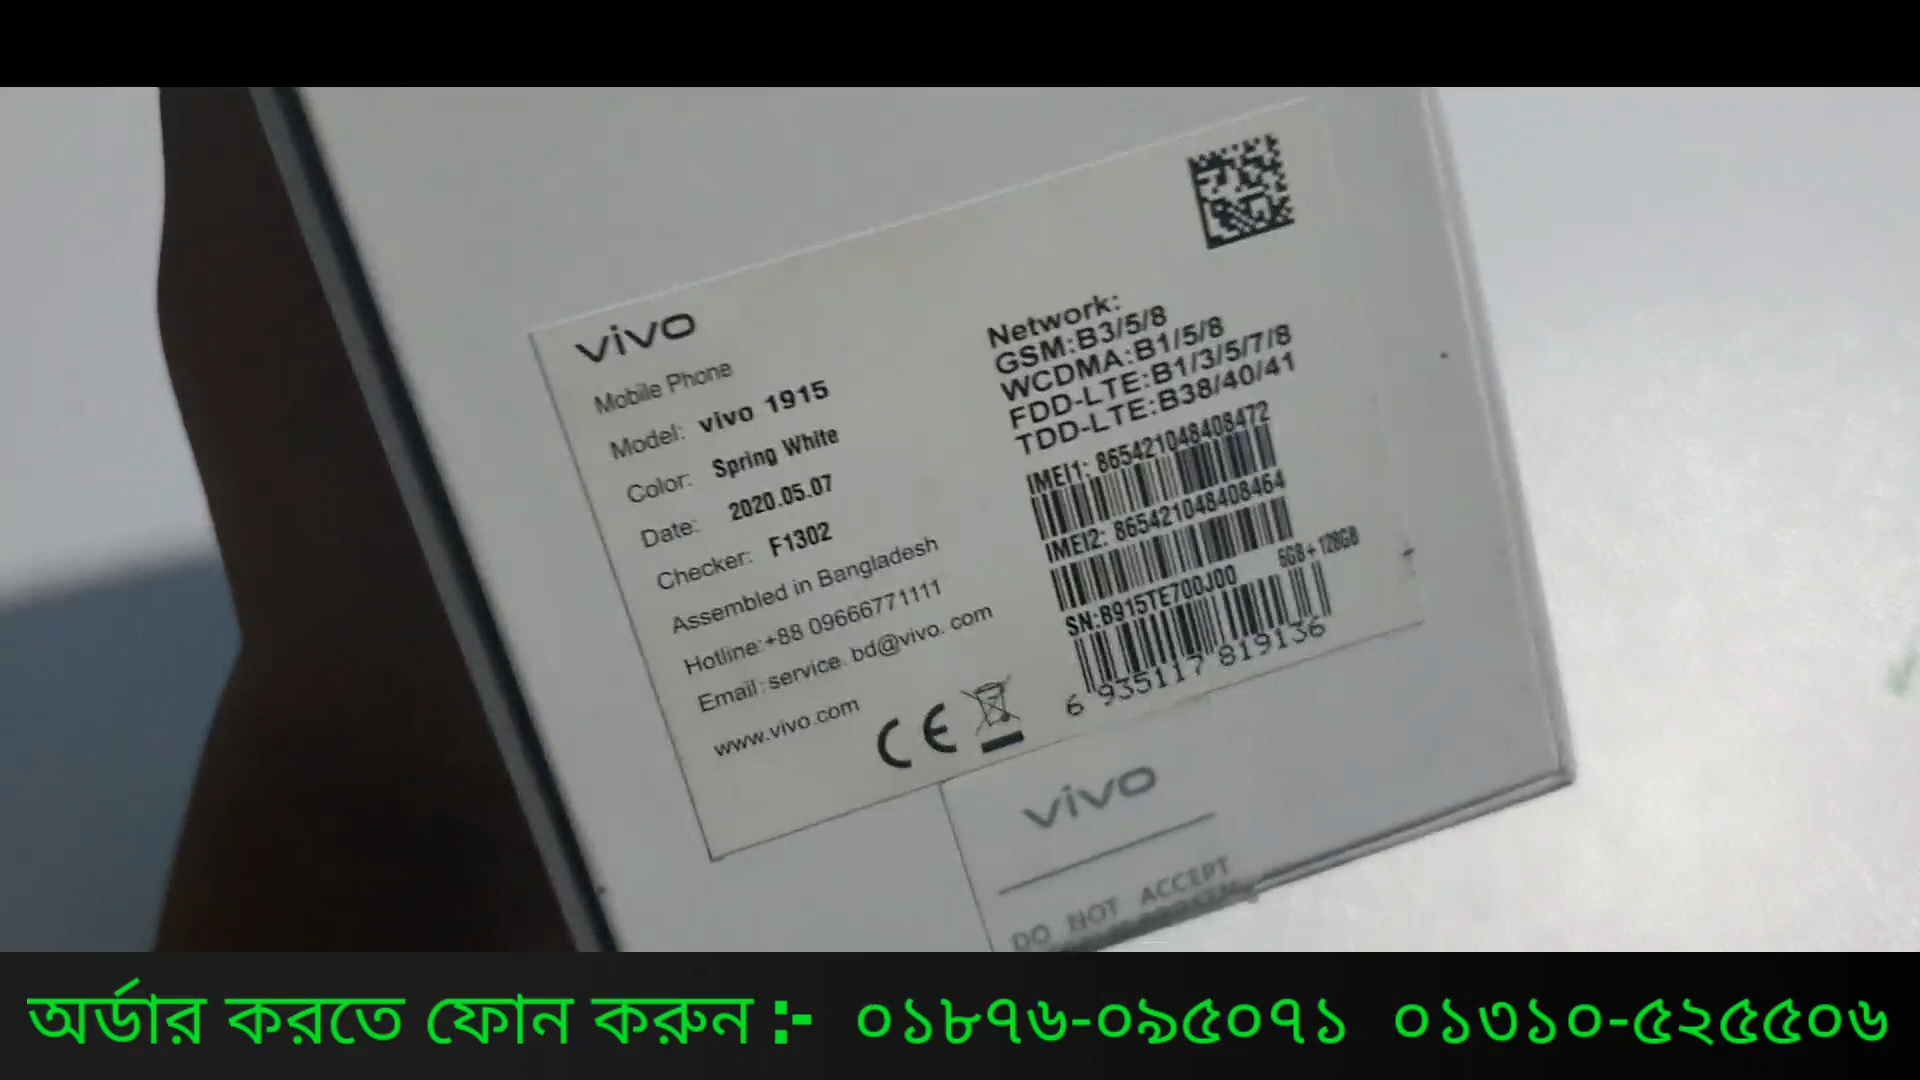 vivo
Mobile Phone
Model: vivo 1915
Color: Spring White
Date: 2020.05.07
Checker: F1302
Assembled in Bangladesh
Hotline:+88 09666771111
Email:service.bd@vivo.com
www.vivo.com
CE
Network:
GSM:B3/5/8
WCDMA:B1/5/8
FDD-LTE:B1/3/5/7/8
TDD-LTE:B38/40/41
IMEI1: 865421048408472
IMEI2: 865421048408464
SN:B915TE700J00 6GB+128GB
6 935117 819136
vivo
DO NOT ACCEPT
অর্ডার করতে ফোন করুন :- ০১৮৭৬-০৯৫০৭১ ০১৩১০-৫২৫৫০৬